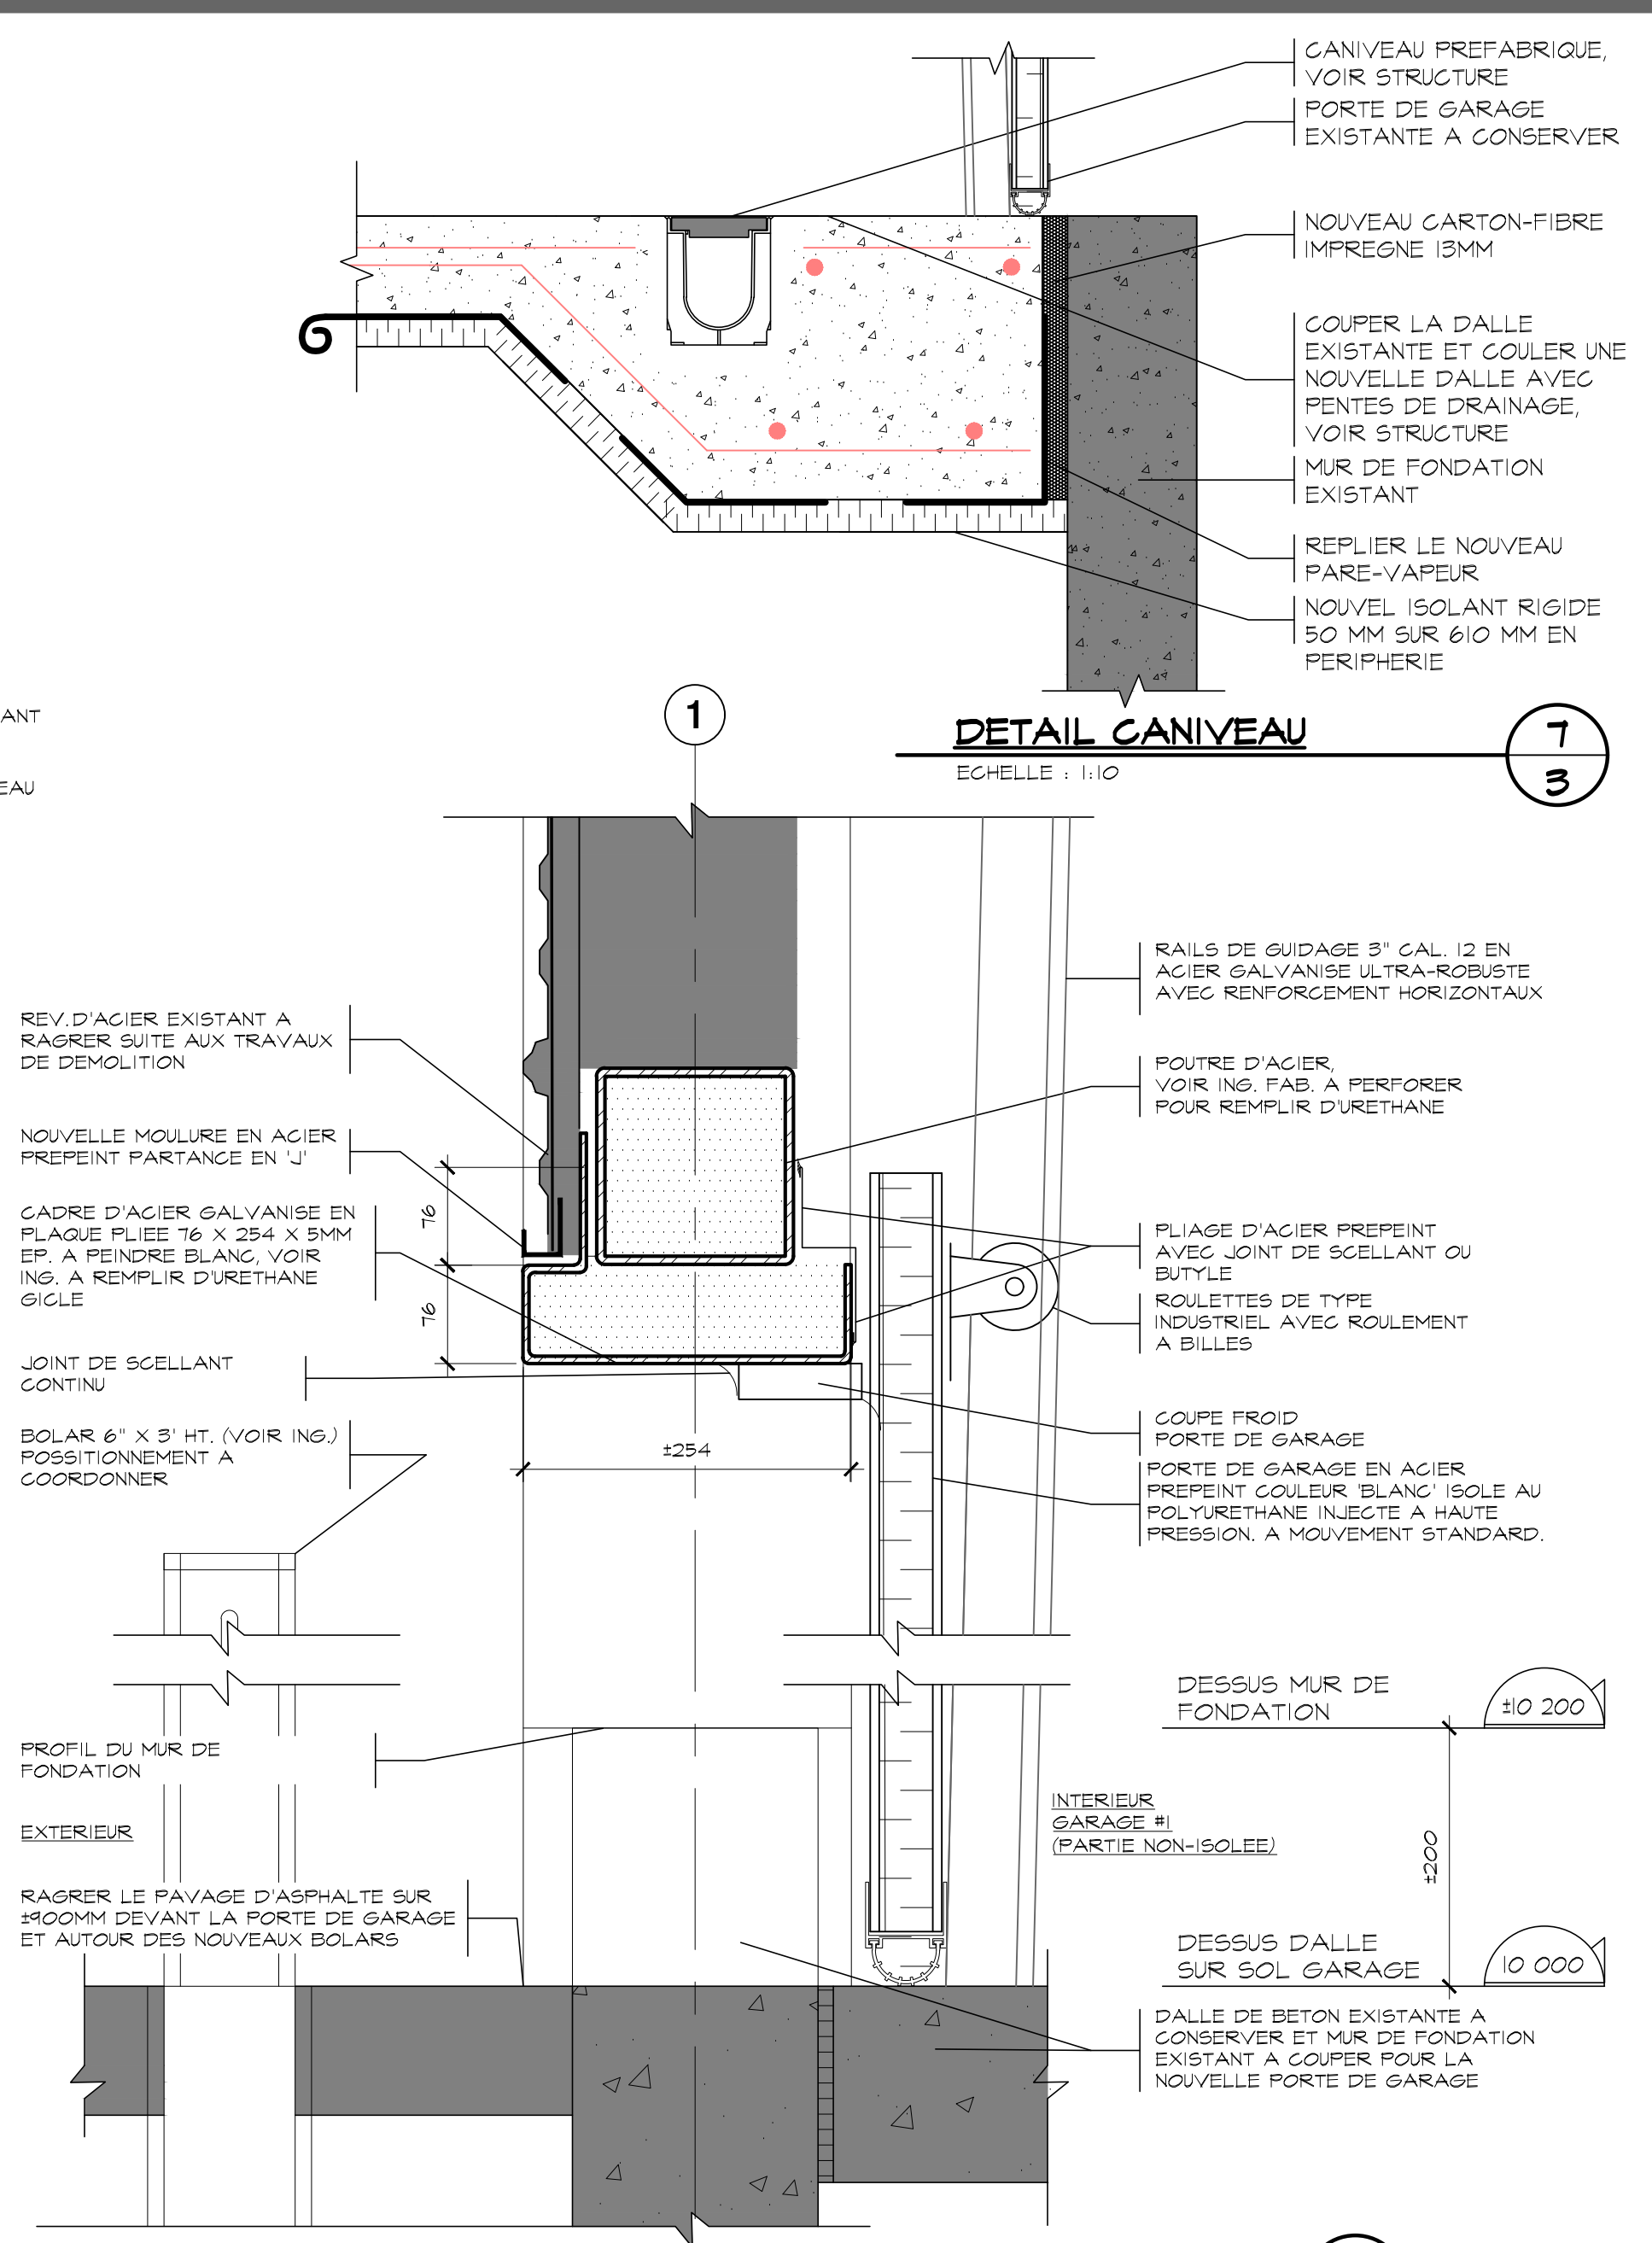 CANIVEAU PREFABRIQUE,
VOIR STRUCTURE
PORTE DE GARAGE
EXISTANTE A CONSERVER
NOUVEAU CARTON-FIBRE
IMPREGNE 13MM
COUPER LA DALLE
EXISTANTE ET COULER UNE
NOUVELLE DALLE AVEC
PENTES DE DRAINAGE,
VOIR STRUCTURE
MUR DE FONDATION
EXISTANT
REPLIER LE NOUVEAU
PARE-VAPEUR
NOUVEL ISOLANT RIGIDE
50 MM SUR 610 MM EN
PERIPHERIE
ANT
EAU
1
DETAIL CANIVEAU
ECHELLE : 1:10
7
3
REV.D'ACIER EXISTANT A
RAGRER SUITE AUX TRAVAUX
DE DEMOLITION
NOUVELLE MOULURE EN ACIER
PREPEINT PARTANCE EN 'J'
CADRE D'ACIER GALVANISE EN
PLAQUE PLIEE 76 X 254 X 5MM
EP. A PEINDRE BLANC, VOIR
ING. A REMPLIR D'URETHANE
GICLE
JOINT DE SCELLANT
CONTINU
BOLAR 6" X 3' HT. (VOIR ING.)
POSSITIONNEMENT A
COORDONNER
76
76
±254
RAILS DE GUIDAGE 3" CAL. 12 EN
ACIER GALVANISE ULTRA-ROBUSTE
AVEC RENFORCEMENT HORIZONTAUX
POUTRE D'ACIER,
VOIR ING. FAB. A PERFORER
POUR REMPLIR D'URETHANE
PLIAGE D'ACIER PREPEINT
AVEC JOINT DE SCELLANT OU
BUTYLE
ROULETTES DE TYPE
INDUSTRIEL AVEC ROULEMENT
A BILLES
COUPE FROID
PORTE DE GARAGE
PORTE DE GARAGE EN ACIER
PREPEINT COULEUR 'BLANC' ISOLE AU
POLYURETHANE INJECTE A HAUTE
PRESSION. A MOUVEMENT STANDARD.
PROFIL DU MUR DE
FONDATION
EXTERIEUR
RAGRER LE PAVAGE D'ASPHALTE SUR
±900MM DEVANT LA PORTE DE GARAGE
ET AUTOUR DES NOUVEAUX BOLARS
DESSUS MUR DE
FONDATION
±10 200
INTERIEUR
GARAGE #1
(PARTIE NON-ISOLEE)
±200
DESSUS DALLE
SUR SOL GARAGE
10 000
DALLE DE BETON EXISTANTE A
CONSERVER ET MUR DE FONDATION
EXISTANT A COUPER POUR LA
NOUVELLE PORTE DE GARAGE